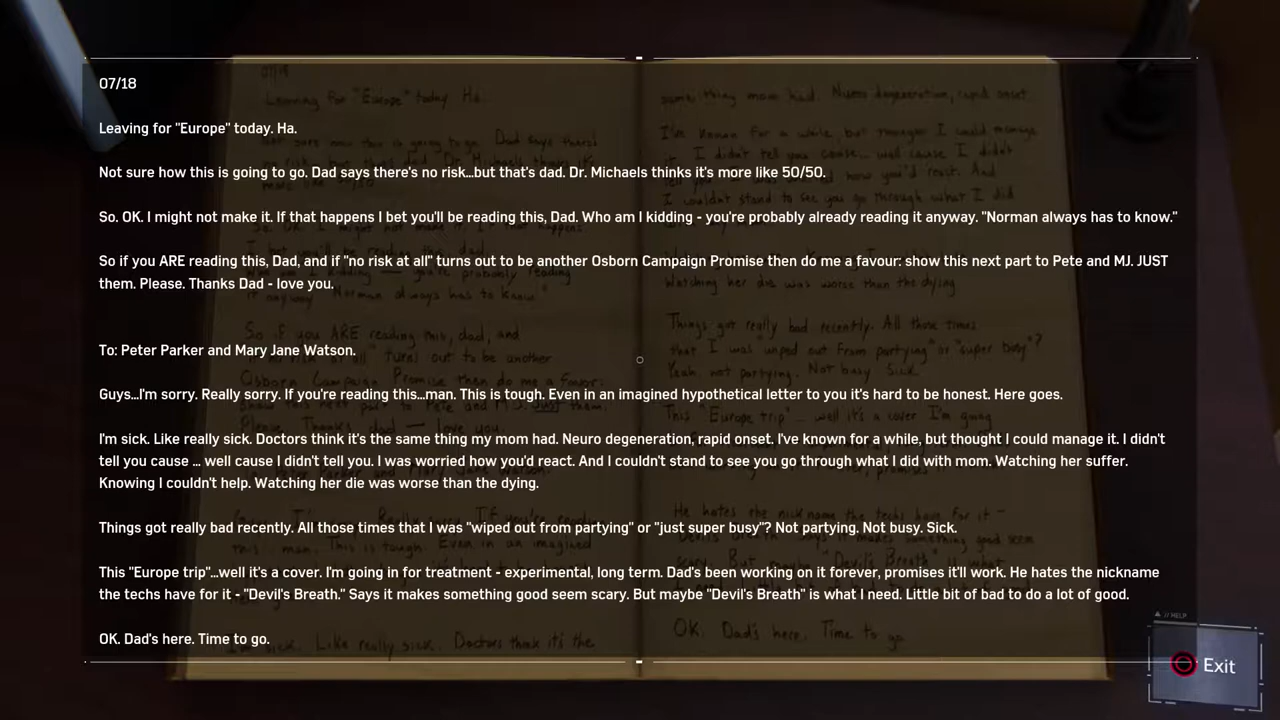 07/18
Leaving for "Europe" today. Ha.
Not sure how this is going to go. Dad says there's no risk...but that's dad. Dr. Michaels thinks it's more like 50/50.
So. OK. I might not make it. If that happens I bet you'll be reading this, Dad. Who am I kidding - you're probably already reading it anyway. "Norman always has to know."
So if you ARE reading this, Dad, and if "no risk at all" turns out to be another Osborn Campaign Promise then do me a favour: show this next part to Pete and MJ. JUST
them. Please. Thanks Dad - love you.
To: Peter Parker and Mary Jane Watson.
Guys...I'm sorry. Really sorry. If you're reading this...man. This is tough. Even in an imagined hypothetical letter to you it's hard to be honest. Here goes.
I'm sick. Like really sick. Doctors think it's the same thing my mom had. Neuro degeneration, rapid onset. I've known for a while, but thought I could manage it. I didn't
tell you cause ... well cause I didn't tell you. I was worried how you'd react. And I couldn't stand to see you go through what I did with mom. Watching her suffer.
Knowing I couldn't help. Watching her die was worse than the dying.
Things got really bad recently. All those times that I was "wiped out from partying" or "just super busy"? Not partying. Not busy. Sick.
This "Europe trip"...well it's a cover. I'm going in for treatment - experimental, long term. Dad's been working on it forever, promises it'll work. He hates the nickname
the techs have for it - "Devil's Breath." Says it makes something good seem scary. But maybe "Devil's Breath" is what I need. Little bit of bad to do a lot of good.
OK. Dad's here. Time to go.
Exit